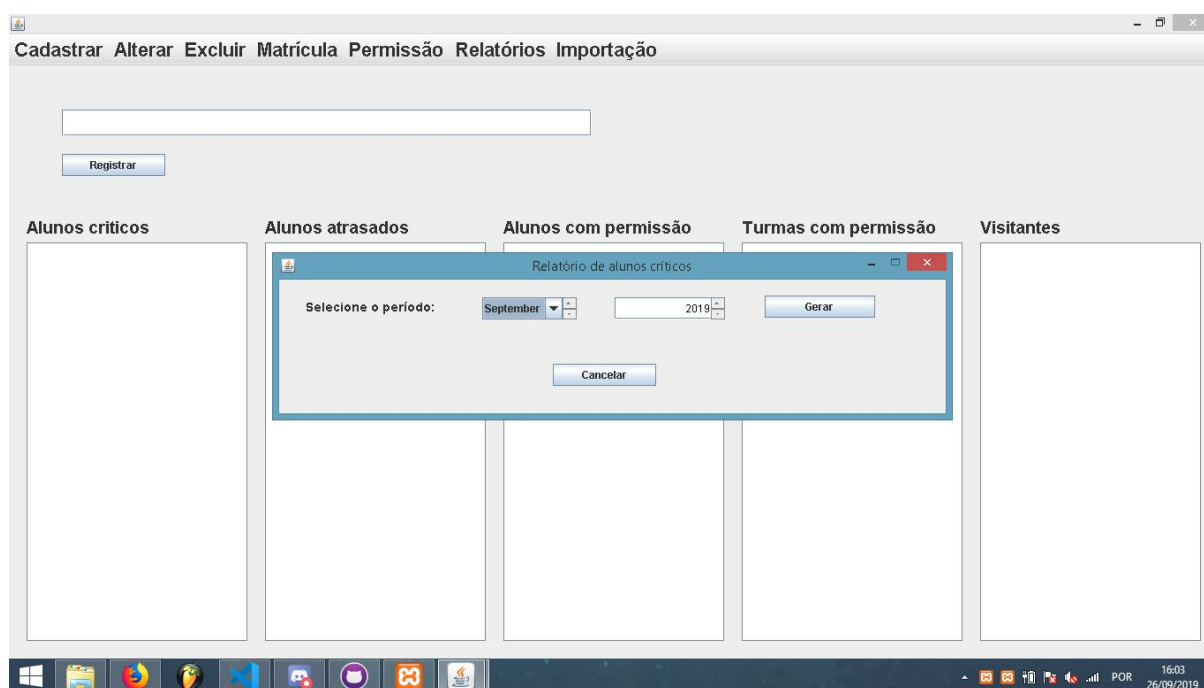 Cadastrar Alterar Excluir Matrícula Permissão Relatórios Importação
Registrar
Alunos criticos Alunos atrasados Alunos com permissão Turmas com permissão Visitantes
Relatório de alunos críticos
Selecione o período: September 2019 Gerar
Cancelar
POR 16:03
26/09/2019